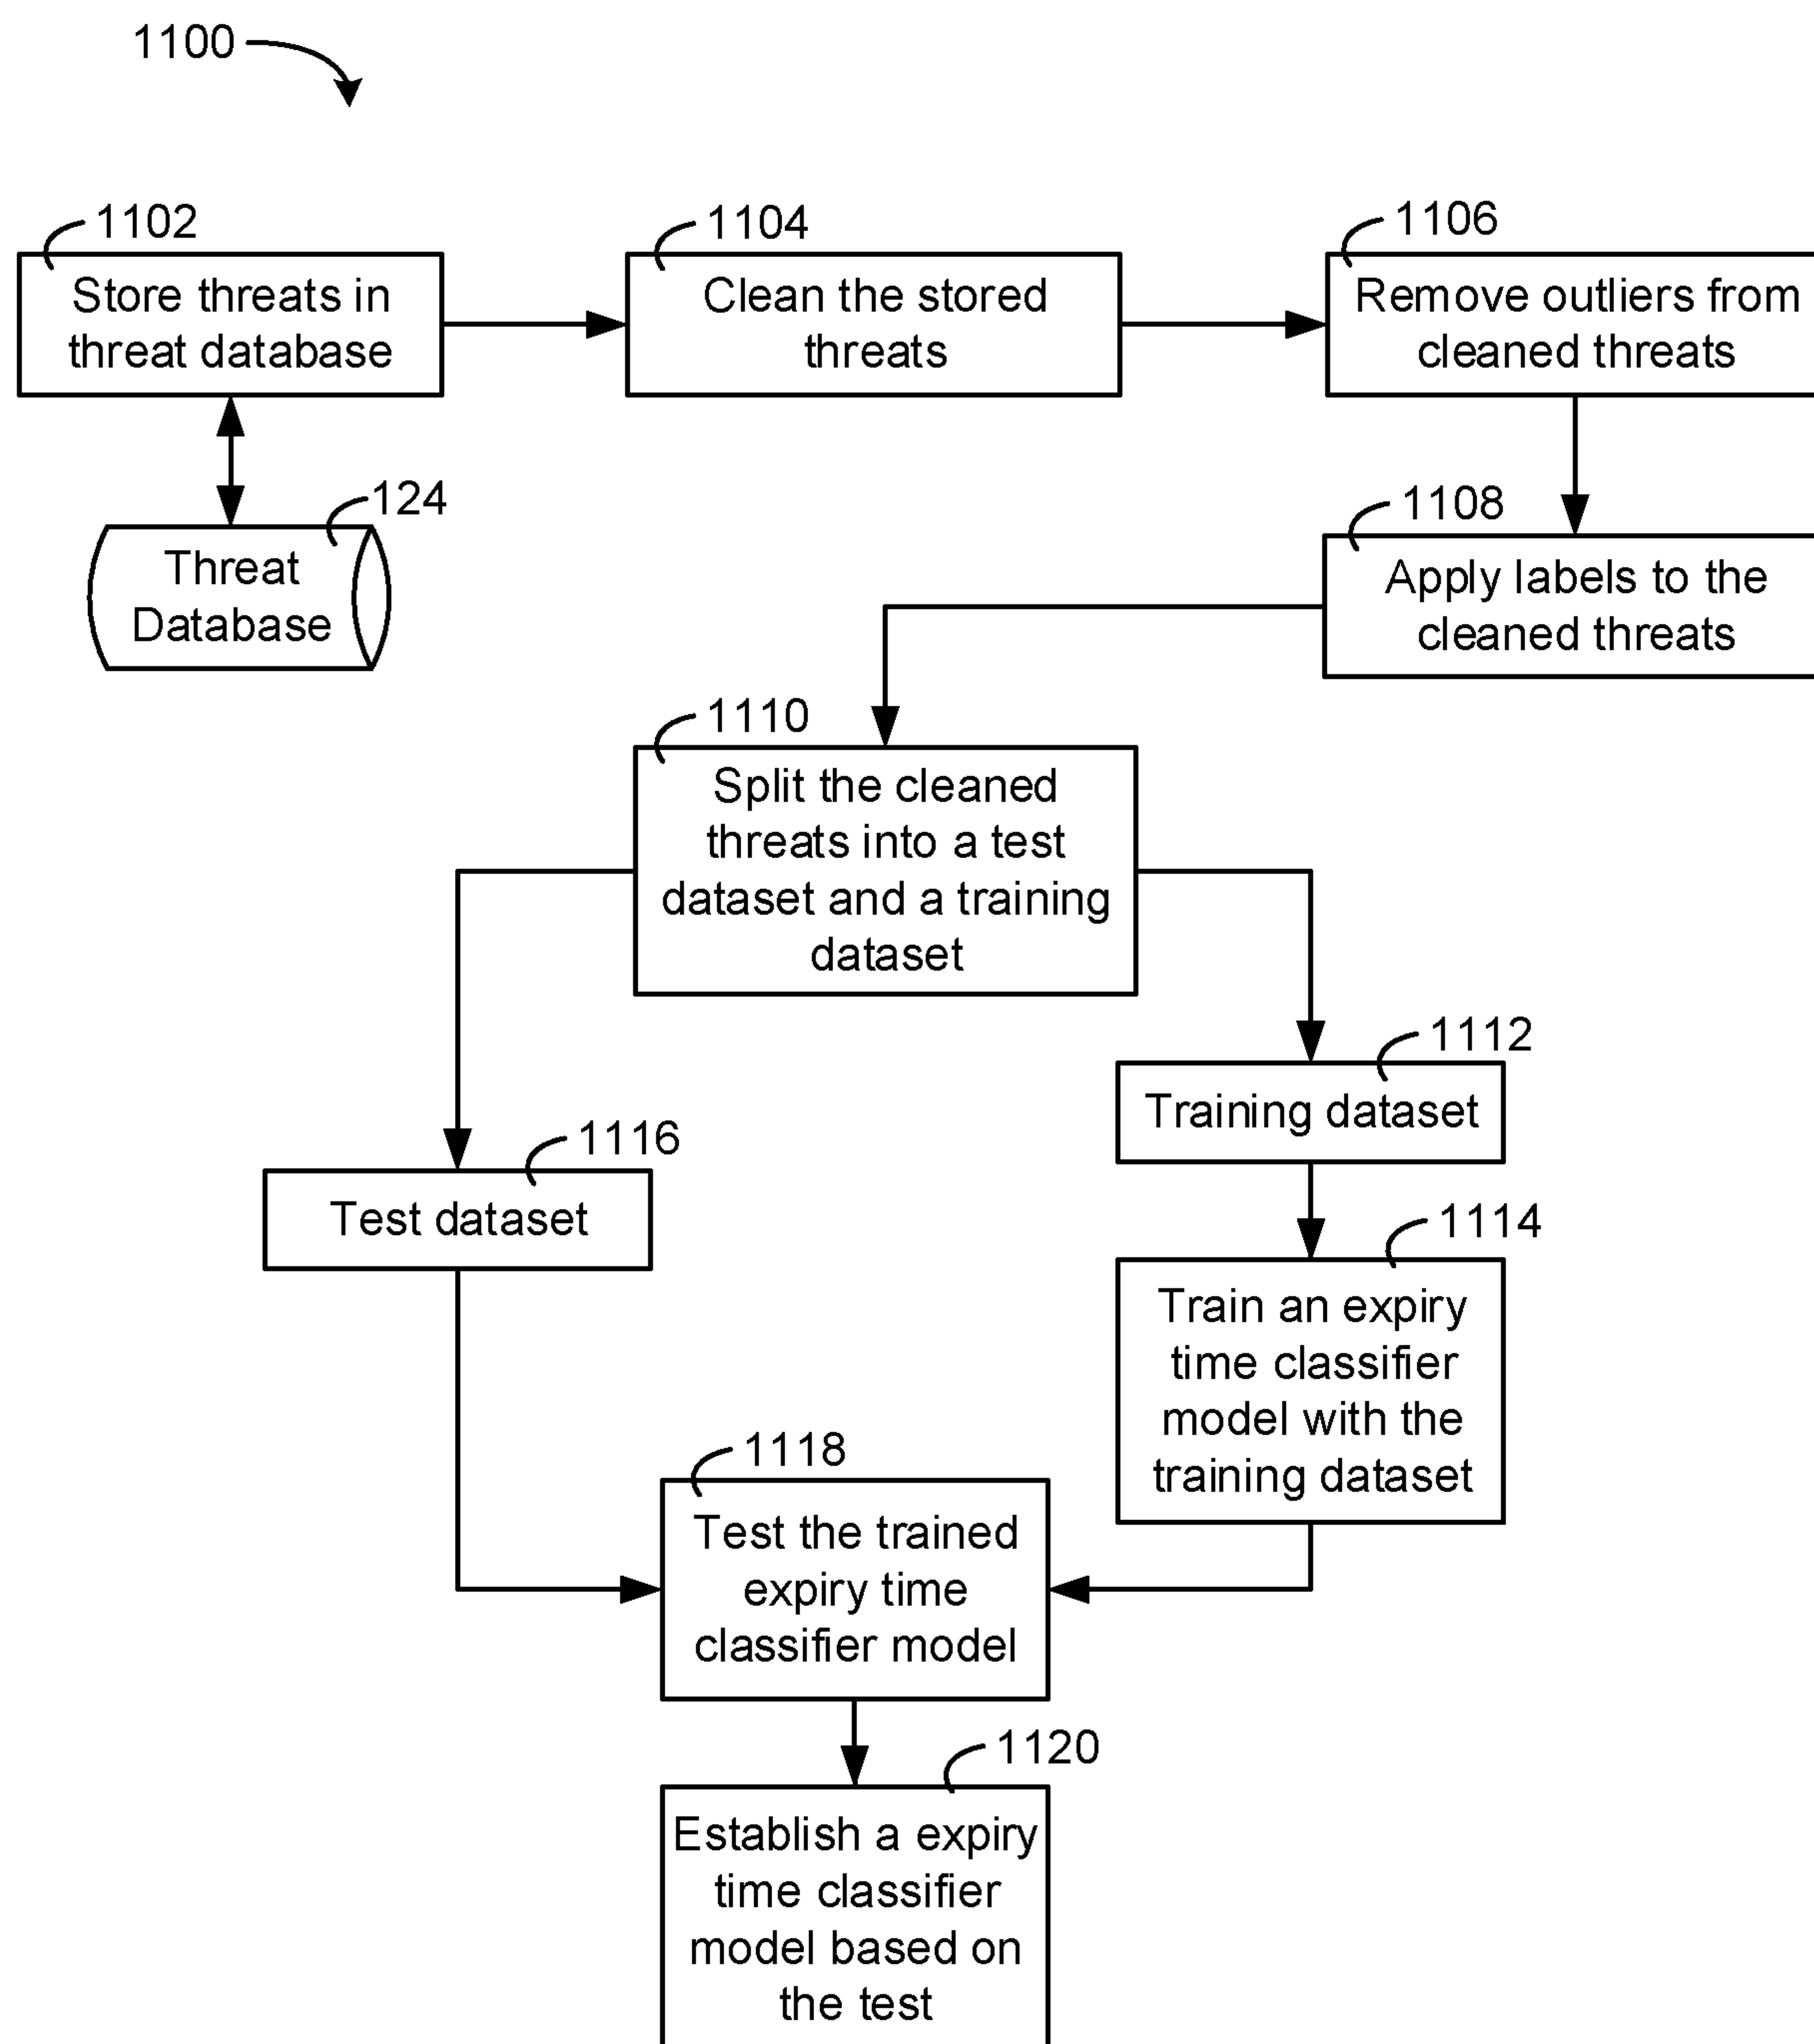 1100
1102
Store threats in
threat database
1104
Clean the stored
threats
1106
Remove outliers from
cleaned threats
124
Threat
Database
1108
Apply labels to the
cleaned threats
1110
Split the cleaned
threats into a test
dataset and a training
dataset
1112
Training dataset
1116
Test dataset
1114
Train an expiry
time classifier
model with the
training dataset
1118
Test the trained
expiry time
classifier model
1120
Establish a expiry
time classifier
model based on
the test